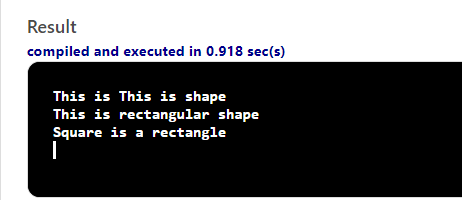 Result
compiled and executed in 0.918 sec(s)
This is This is shape
This is rectangular shape
Square is a rectangle